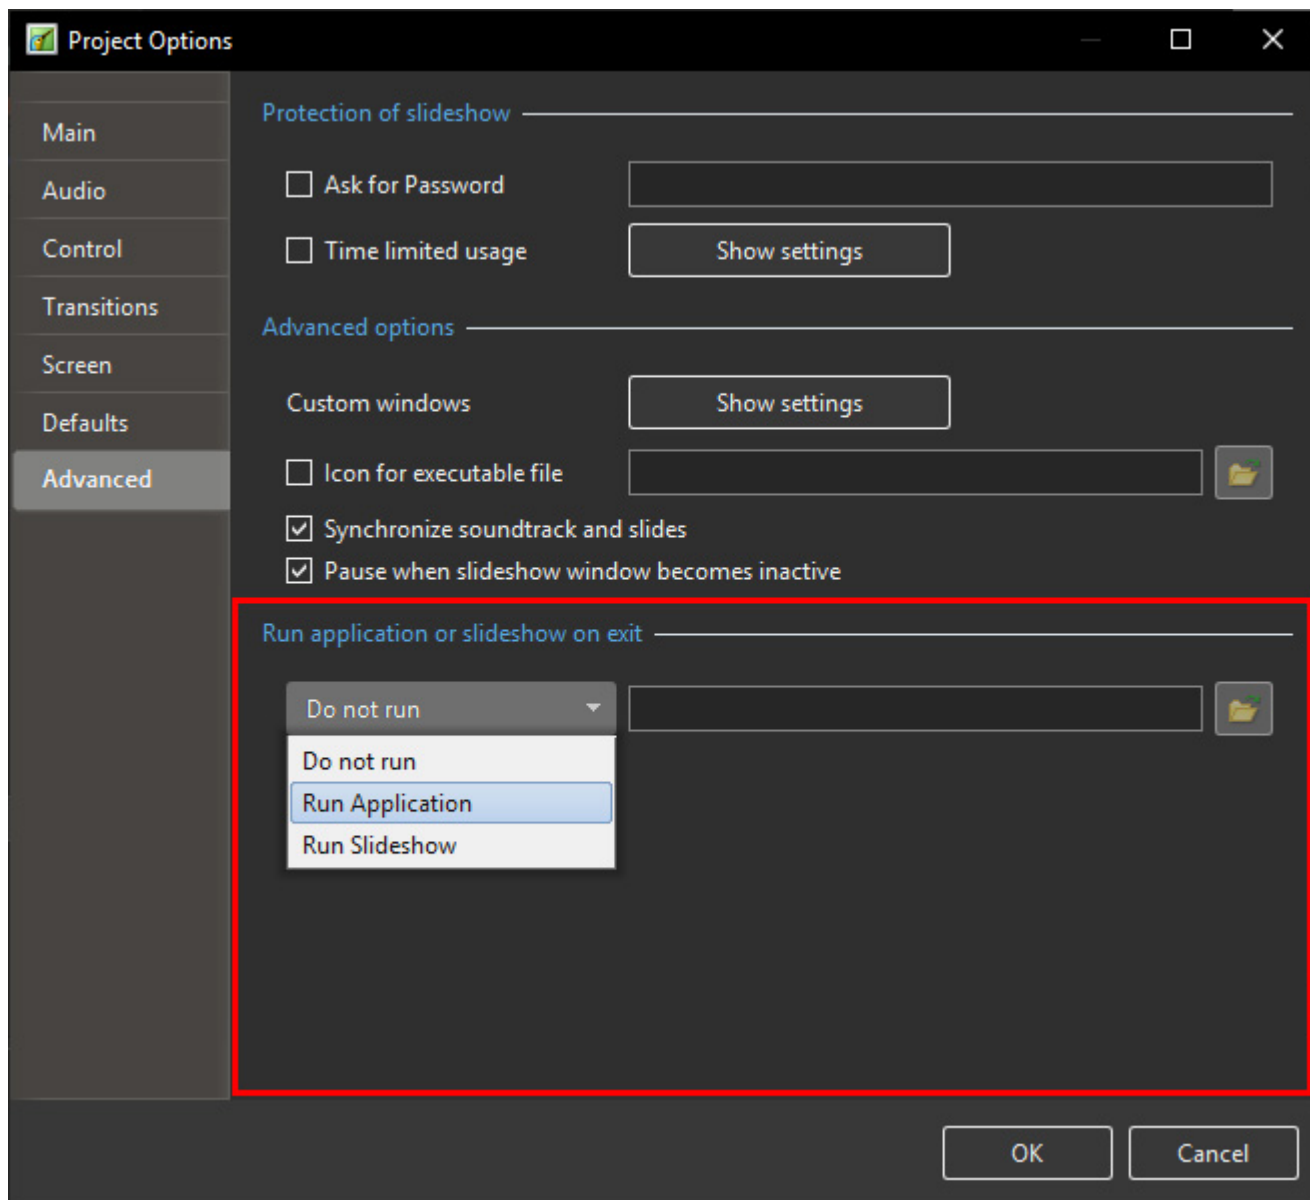 Project Options
Main
Audio
Control
Transitions
Screen
Defaults
Advanced
Protection of slideshow
Ask for Password
Time limited usage Show settings
Advanced options
Custom windows Show settings
Icon for executable file
Synchronize soundtrack and slides
Pause when slideshow window becomes inactive
Run application or slideshow on exit
Do not run
Do not run
Run Application
Run Slideshow
OK Cancel